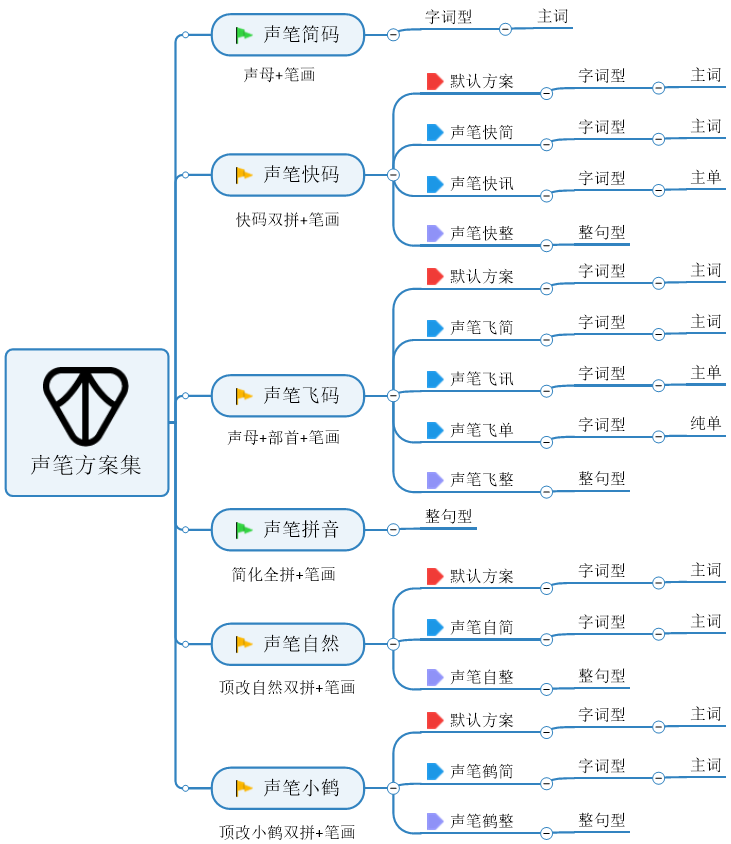 声笔方案集
声笔简码
声母+笔画
字词型
主词
声笔快码
快码双拼+笔画
默认方案
字词型
主词
声笔快简
字词型
主词
声笔快讯
字词型
主单
声笔快整
整句型
声笔飞码
声母+部首+笔画
默认方案
字词型
主词
声笔飞简
字词型
主词
声笔飞讯
字词型
主单
声笔飞单
字词型
纯单
声笔飞整
整句型
声笔拼音
简化全拼+笔画
整句型
声笔自然
顶改自然双拼+笔画
默认方案
字词型
主词
声笔自简
字词型
主词
声笔自整
整句型
声笔小鹤
顶改小鹤双拼+笔画
默认方案
字词型
主词
声笔鹤简
字词型
主词
声笔鹤整
整句型